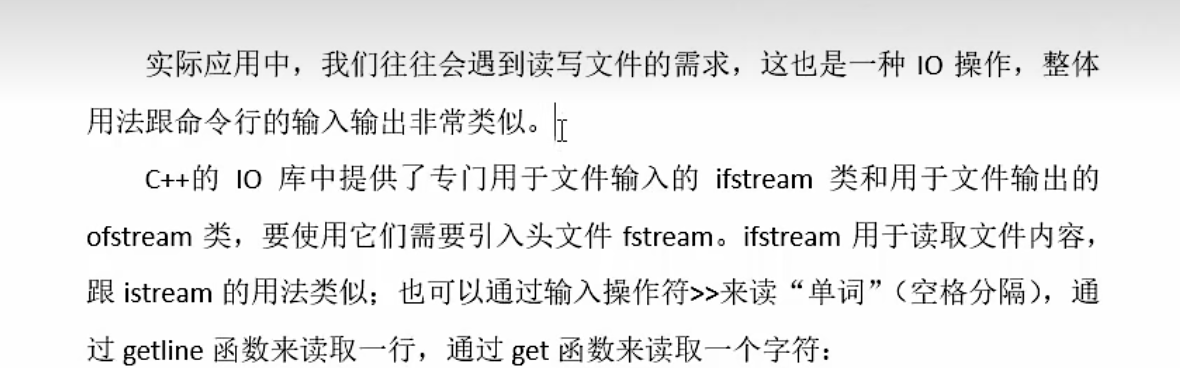 实际应用中，我们往往会遇到读写文件的需求，这也是一种 IO 操作，整体
用法跟命令行的输入输出非常类似。
C++的 IO 库中提供了专门用于文件输入的 ifstream 类和用于文件输出的
ofstream 类，要使用它们需要引入头文件 fstream。ifstream 用于读取文件内容，
跟 istream 的用法类似；也可以通过输入操作符>>来读“单词”（空格分隔），通
过 getline 函数来读取一行，通过 get 函数来读取一个字符：